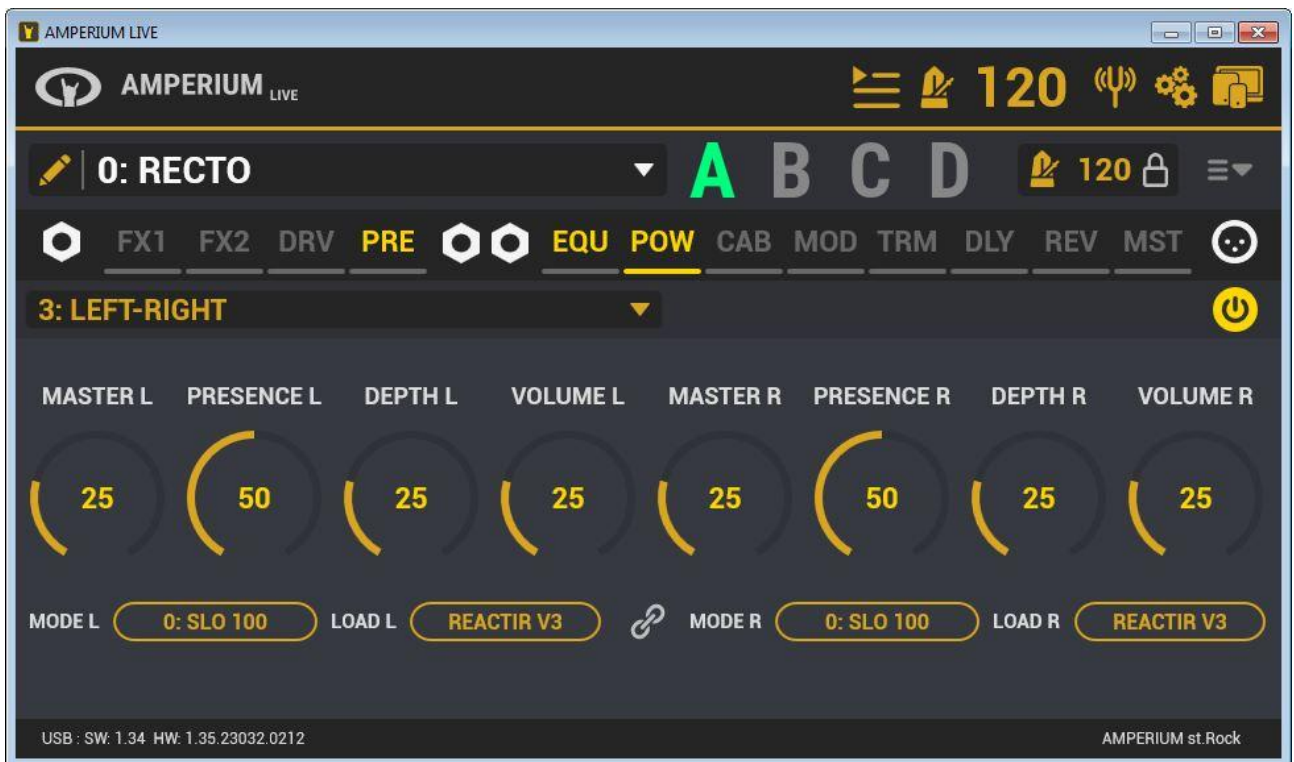 AMPERIUM LIVE
AMPERIUM LIVE 120
0: RECTO A B C D 120
FX1 FX2 DRV PRE EQU POW CAB MOD TRM DLY REV MST
3: LEFT-RIGHT
MASTER L PRESENCE L DEPTH L VOLUME L MASTER R PRESENCE R DEPTH R VOLUME R
25 50 25 25 25 50 25 25
MODE L 0: SLO 100 LOAD L REACTIR V3 MODE R 0: SLO 100 LOAD R REACTIR V3
USB : SW: 1.34 HW: 1.35.23032.0212 AMPERIUM st.Rock